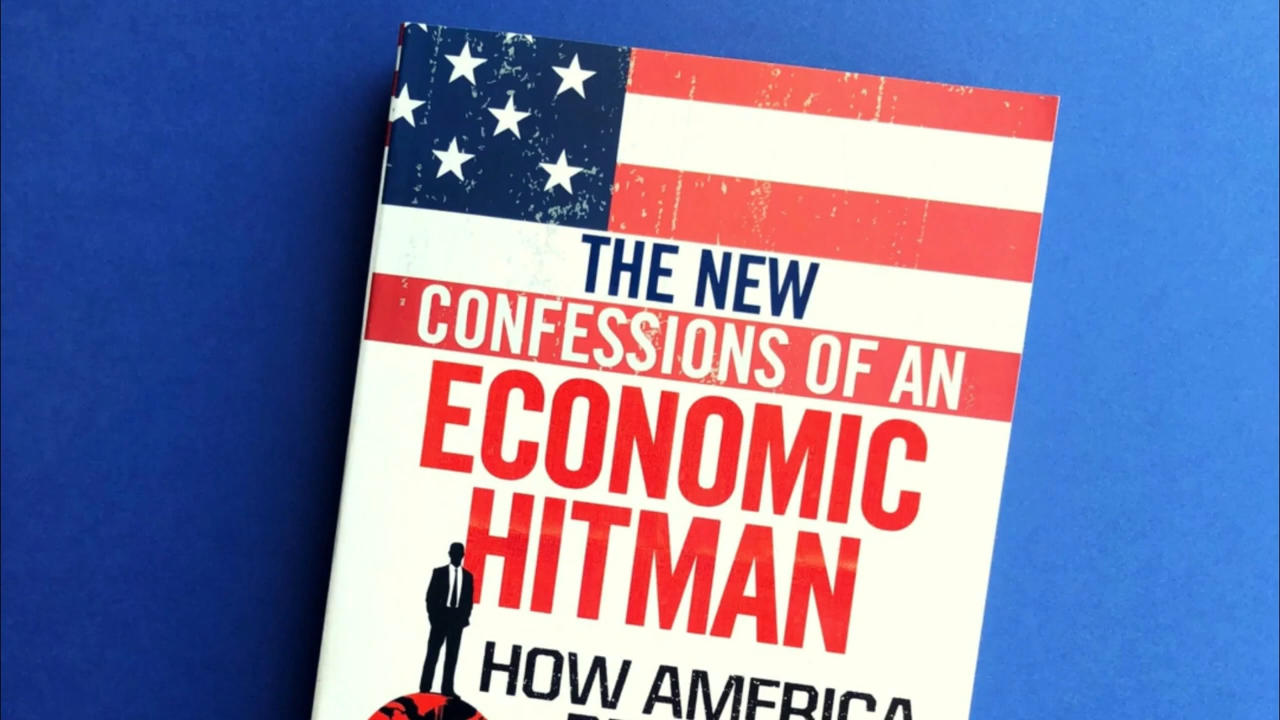 THE NEW
CONFESSIONS OF AN
ECONOMIC
HITMAN
HOW AMERICA